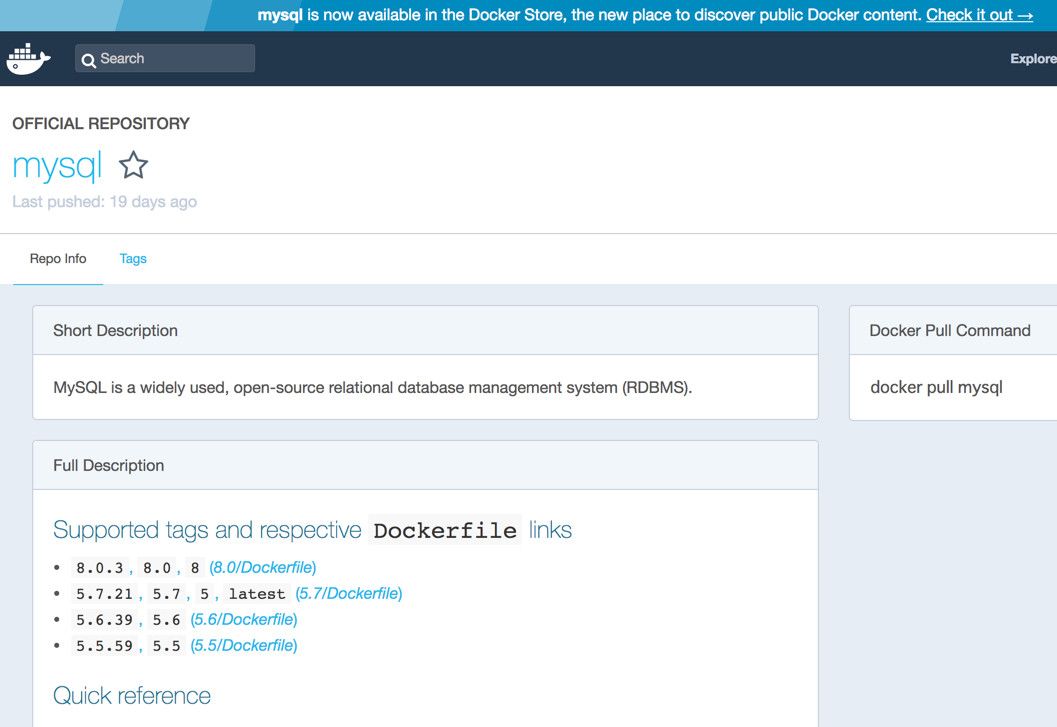 mysql is now available in the Docker Store, the new place to discover public Docker content. Check it out →
Search
Explore
OFFICIAL REPOSITORY
mysql
Last pushed: 19 days ago
Repo Info
Tags
Short Description
MySQL is a widely used, open-source relational database management system (RDBMS).
Docker Pull Command
docker pull mysql
Full Description
Supported tags and respective Dockerfile links
• 8.0.3, 8.0, 8 (8.0/Dockerfile)
• 5.7.21, 5.7, 5, latest (5.7/Dockerfile)
• 5.6.39, 5.6 (5.6/Dockerfile)
• 5.5.59, 5.5 (5.5/Dockerfile)
Quick reference